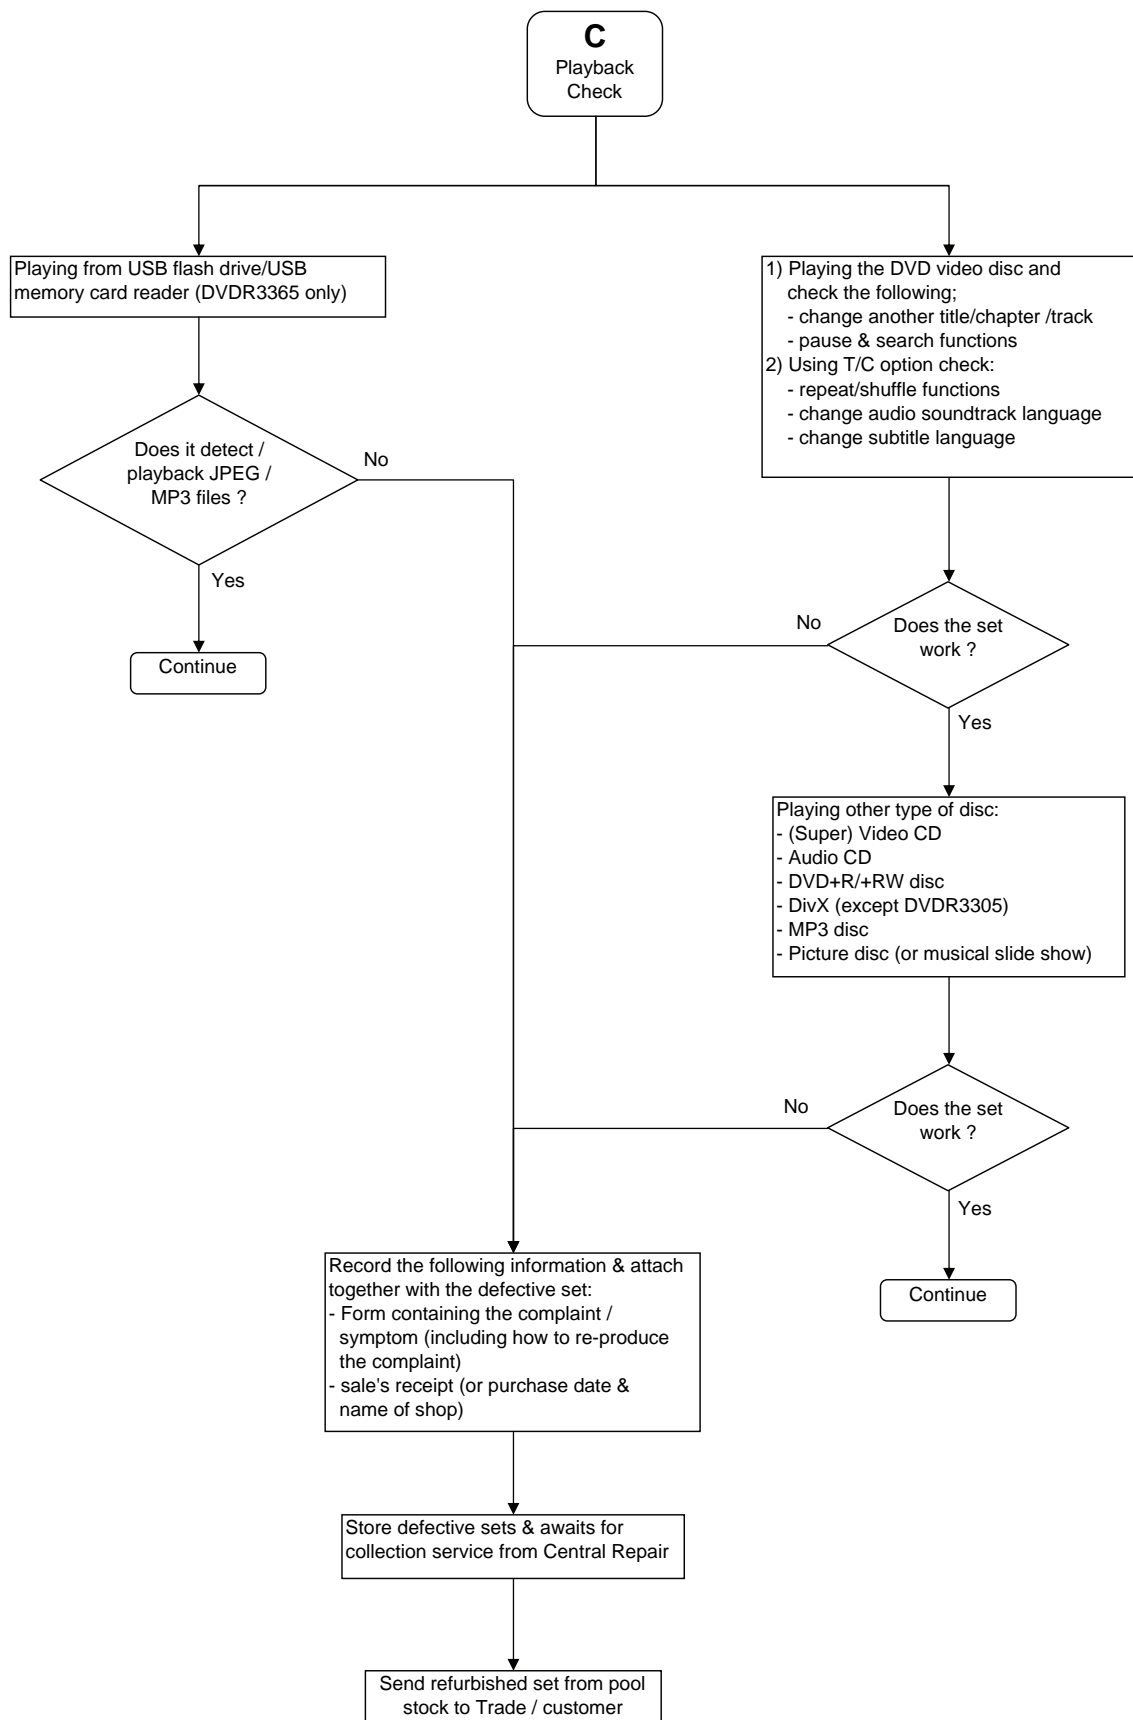 C
Playback
Check
Playing from USB flash drive/USB
memory card reader (DVDR3365 only)
Does it detect /
playback JPEG /
MP3 files ?
No
Yes
Continue
1) Playing the DVD video disc and
check the following;
- change another title/chapter /track
- pause & search functions
2) Using T/C option check:
- repeat/shuffle functions
- change audio soundtrack language
- change subtitle language
Does the set
work ?
No
Yes
Playing other type of disc:
- (Super) Video CD
- Audio CD
- DVD+R/+RW disc
- DivX (except DVDR3305)
- MP3 disc
- Picture disc (or musical slide show)
Does the set
work ?
No
Yes
Continue
Record the following information & attach
together with the defective set:
- Form containing the complaint /
symptom (including how to re-produce
the complaint)
- sale's receipt (or purchase date &
name of shop)
Store defective sets & awaits for
collection service from Central Repair
Send refurbished set from pool
stock to Trade / customer